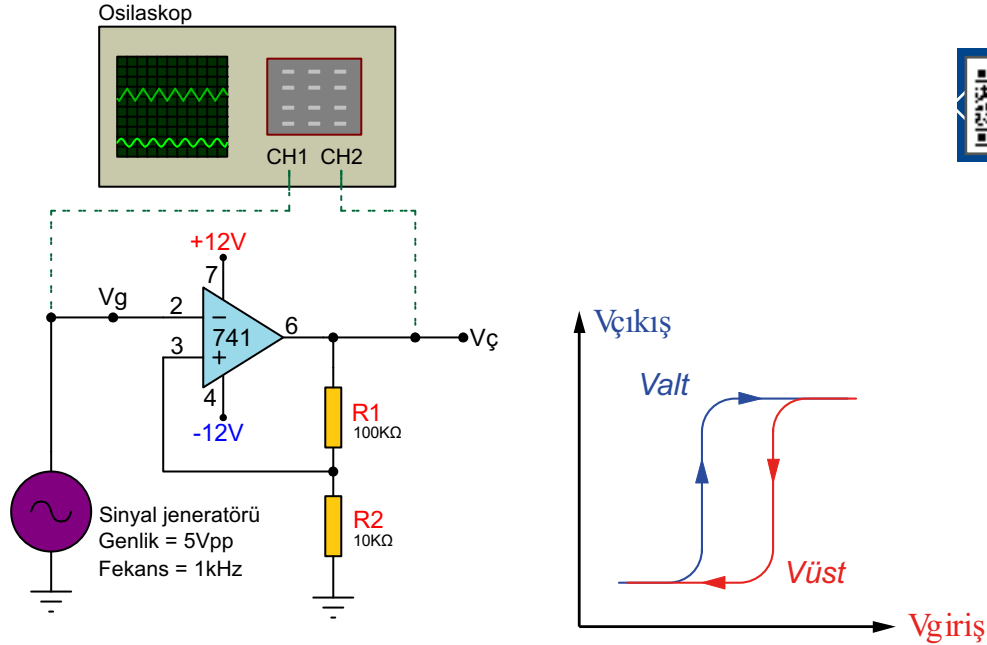 Osilaskop
CH1 CH2
+12V
7
Vg
2
−
741
6
Vç
3
+
4
-12V
R1
100KΩ
R2
10KΩ
Sinyal jeneratörü
Genlik = 5Vpp
Fekans = 1kHz
Vçıkış
Valt
Vüst
Vgiriş